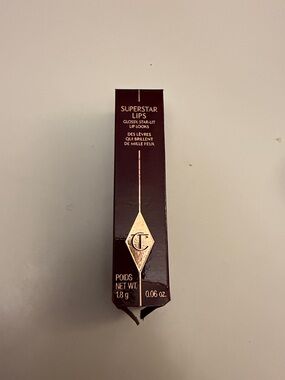 SUPERSTAR
LIPS
GLOSSY, STAR-LIT
LIP LOOKS
DES LÈVRES
QUI BRILLENT
DE MILLE FEUX
CT
POIDS
NET WT.
1.8 g 0.06 oz.